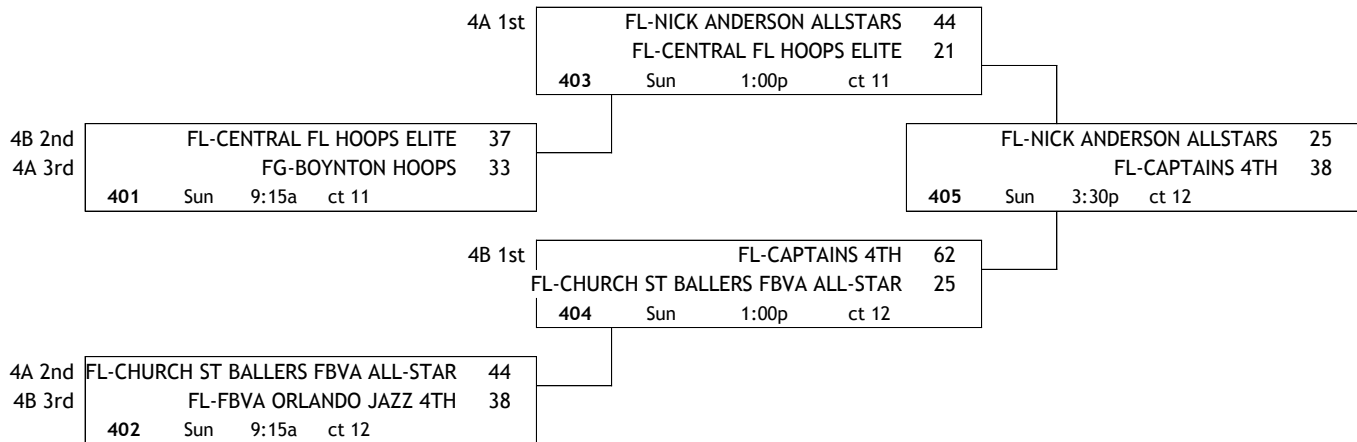 4A 1st FL-NICK ANDERSON ALLSTARS 44
FL-CENTRAL FL HOOPS ELITE 21
403 Sun 1:00p ct 11
4B 2nd FL-CENTRAL FL HOOPS ELITE 37
4A 3rd FG-BOYNTON HOOPS 33
401 Sun 9:15a ct 11
FL-NICK ANDERSON ALLSTARS 25
FL-CAPTAINS 4TH 38
405 Sun 3:30p ct 12
4B 1st FL-CAPTAINS 4TH 62
FL-CHURCH ST BALLERS FBVA ALL-STAR 25
404 Sun 1:00p ct 12
4A 2nd FL-CHURCH ST BALLERS FBVA ALL-STAR 44
4B 3rd FL-FBVA ORLANDO JAZZ 4TH 38
402 Sun 9:15a ct 12